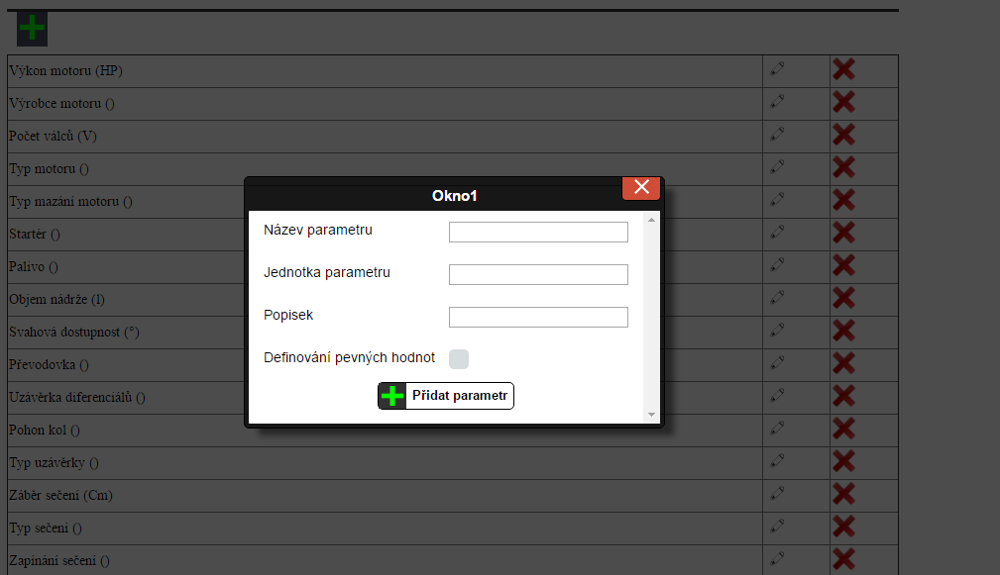 Výkon motoru (HP)
Výrobce motoru ()
Počet válců (V)
Typ motoru ()
Typ mazání motoru ()
Startér ()
Palivo ()
Objem nádrže (l)
Svahová dostupnost (°)
Převodovka ()
Uzávěrka diferenciálů ()
Pohon kol ()
Typ uzávěrky ()
Záběr sečení (Cm)
Typ sečení ()
Zapínání sečení ()
Okno1
Název parametru
Jednotka parametru
Popisek
Definování pevných hodnot
Přidat parametr